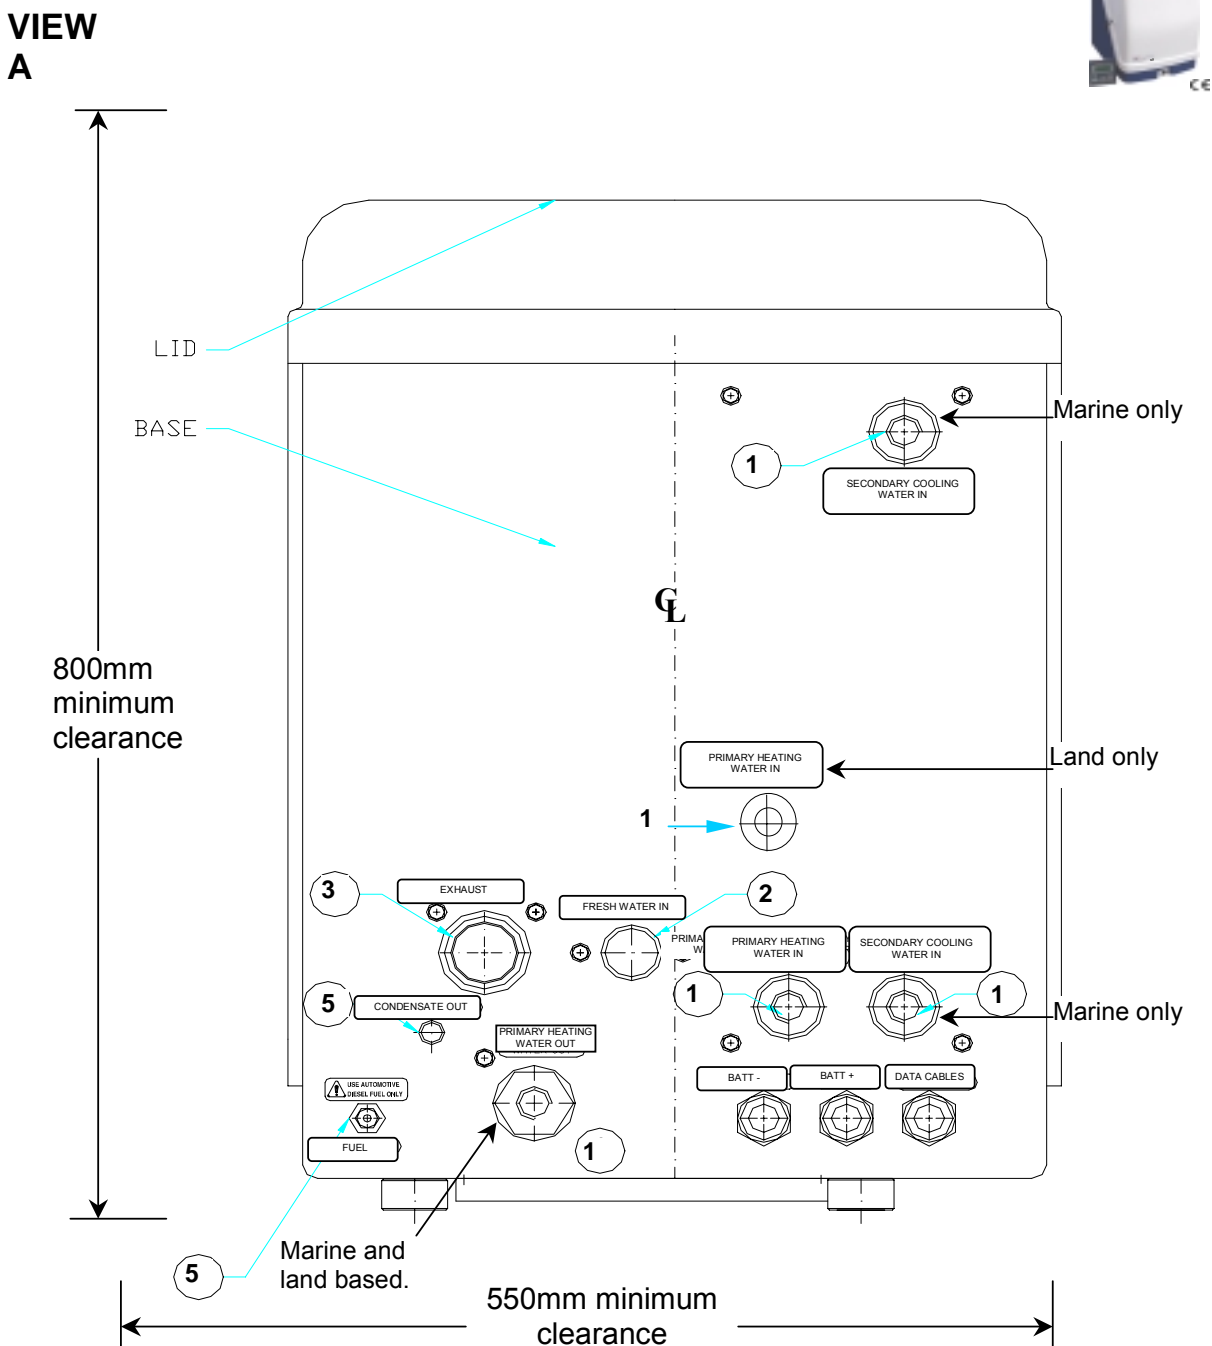 VIEW
A
CE
LID
BASE
Marine only
1
SECONDARY COOLING
WATER IN
CL
800mm
minimum
clearance
PRIMARY HEATING
WATER IN
Land only
1
3
EXHAUST
FRESH WATER IN
2
PRIMARY HEATING
WATER IN
SECONDARY COOLING
WATER IN
5
CONDENSATE OUT
1
1
Marine only
PRIMARY HEATING
WATER OUT
BATT -
BATT +
DATA CABLES
USE AUTOMOTIVE
DIESEL FUEL ONLY
FUEL
1
Marine and
land based.
5
550mm minimum
clearance